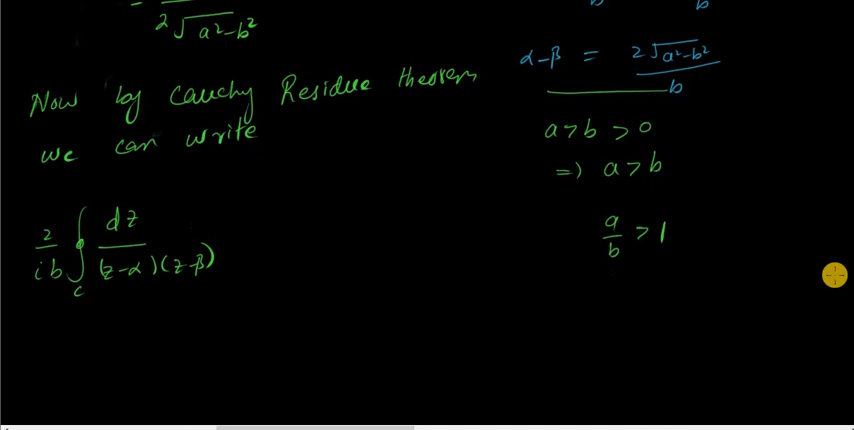 2√a²-b²
α-β = 2√a²-b² / b
Now by Cauchy Residue theorem
we can write
a>b>0
=) a>b
a/b > 1
2/ib ∮c dz/(z-α)(z-β)